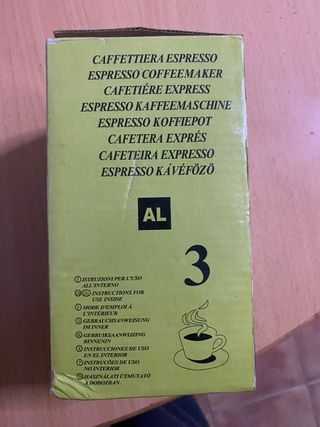 CAFFETTIERA ESPRESSO
ESPRESSO COFFEEMAKER
CAFETIÉRE EXPRESS
ESPRESSO KAFFEEMASCHINE
ESPRESSO KOFFIEPOT
CAFETERA EXPRÉS
CAFETEIRA EXPRESSO
ESPRESSO KÁVÉFŐZŐ
AL
3
I ISTRUZIONI PER L'USO
ALL'INTERNO
INSTRUCTIONS FOR
USE INSIDE
F MODE D'EMPLOI À
L'INTÉRIEUR
D GEBRAUCHSANWEISUNG
IM INNER
GEBRUIKSAANWIJZING
BINNENIN
E INSTRUCCIONES DE USO
EN EL INTERIOR
P INSTRUCÕES DE USO
NO INTERIOR
H HASZNÁLATI ÚTMUTATÓ
A DOBOZBAN